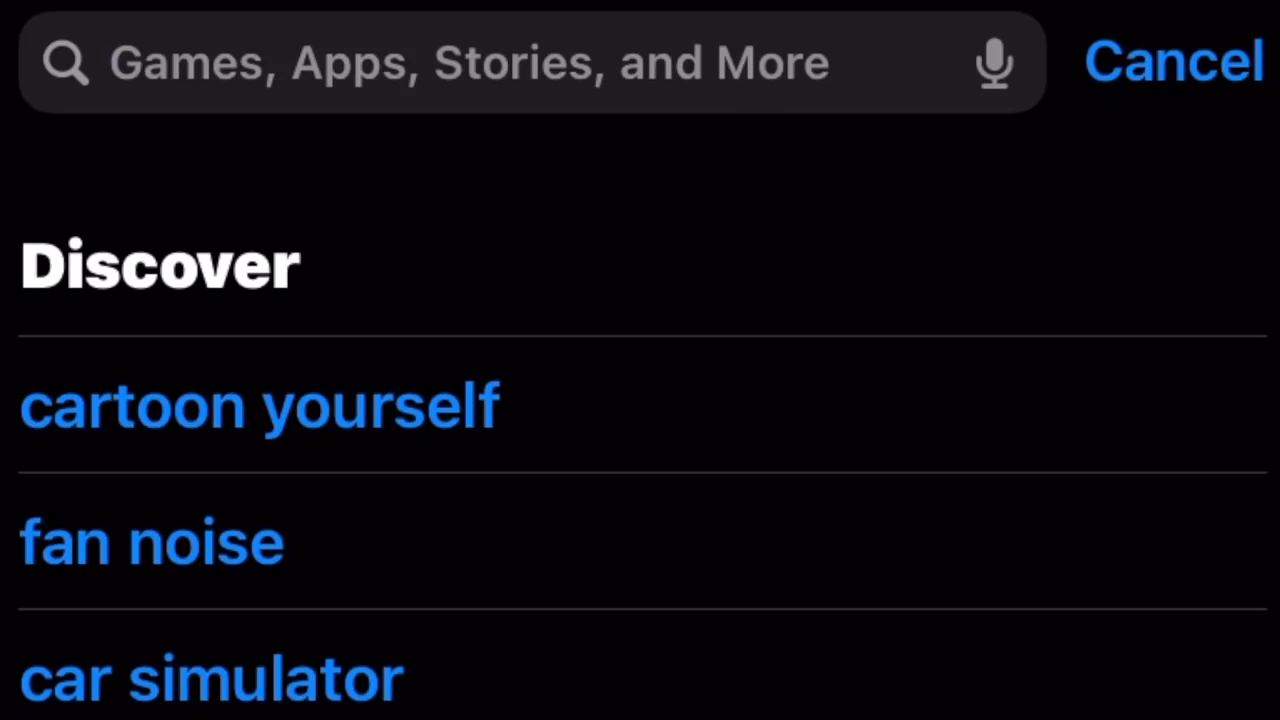 Games, Apps, Stories, and More
Cancel
Discover
cartoon yourself
fan noise
car simulator